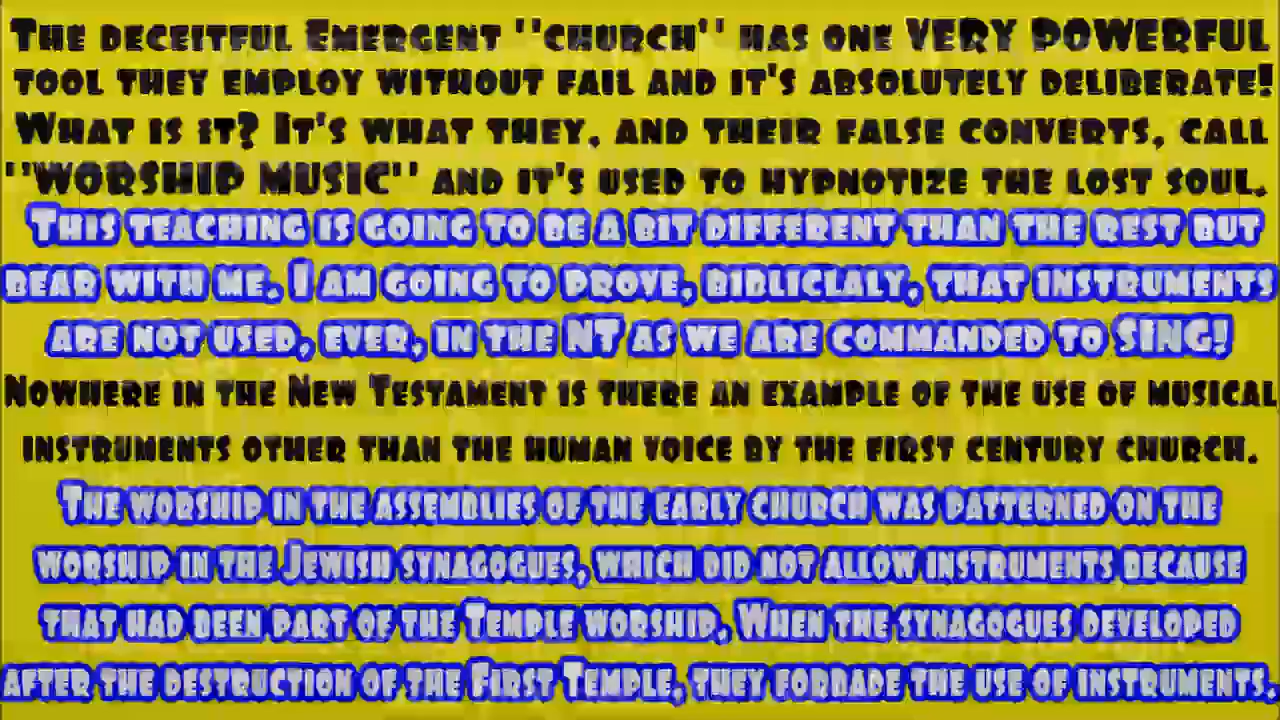 The deceitful Emergent "church" has one VERY POWERFUL
tool they employ without fail and it's absolutely deliberate!
What is it? It's what they, and their false converts, call
"WORSHIP MUSIC" and it's used to hypnotize the lost soul.
This teaching is going to be a bit different than the rest but
bear with me. I am going to prove, bibliclaly, that instruments
are not used, ever, in the NT as we are commanded to SING!
Nowhere in the New Testament is there an example of the use of musical
instruments other than the human voice by the first century church.
The worship in the assemblies of the early church was patterned on the
worship in the Jewish synagogues, which did not allow instruments because
that had been part of the Temple worship. When the synagogues developed
after the destruction of the First Temple, they forbade the use of instruments.